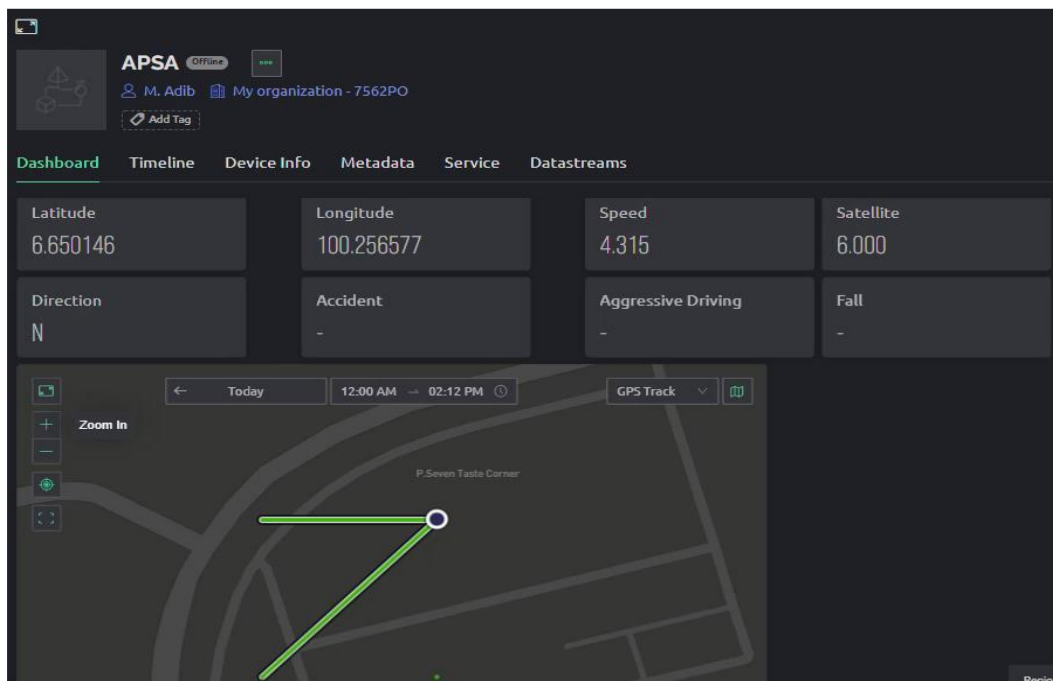 APSA Offline
M. Adib My organization - 7562PO
Add Tag
Dashboard Timeline Device Info Metadata Service Datastreams
Latitude Longitude Speed Satellite
6.650146 100.256577 4.315 6.000
Direction Accident Aggressive Driving Fall
N - - -
Today 12:00 AM → 02:12 PM GPS Track
Zoom In
P.Seven Taste Corner